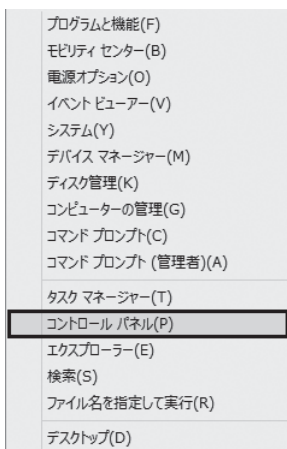 プログラムと機能(F)
モビリティ センター(B)
電源オプション(O)
イベント ビューアー(V)
システム(Y)
デバイス マネージャー(M)
ディスク管理(K)
コンピューターの管理(G)
コマンド プロンプト(C)
コマンド プロンプト (管理者)(A)
タスク マネージャー(T)
コントロール パネル(P)
エクスプローラー(E)
検索(S)
ファイル名を指定して実行(R)
デスクトップ(D)